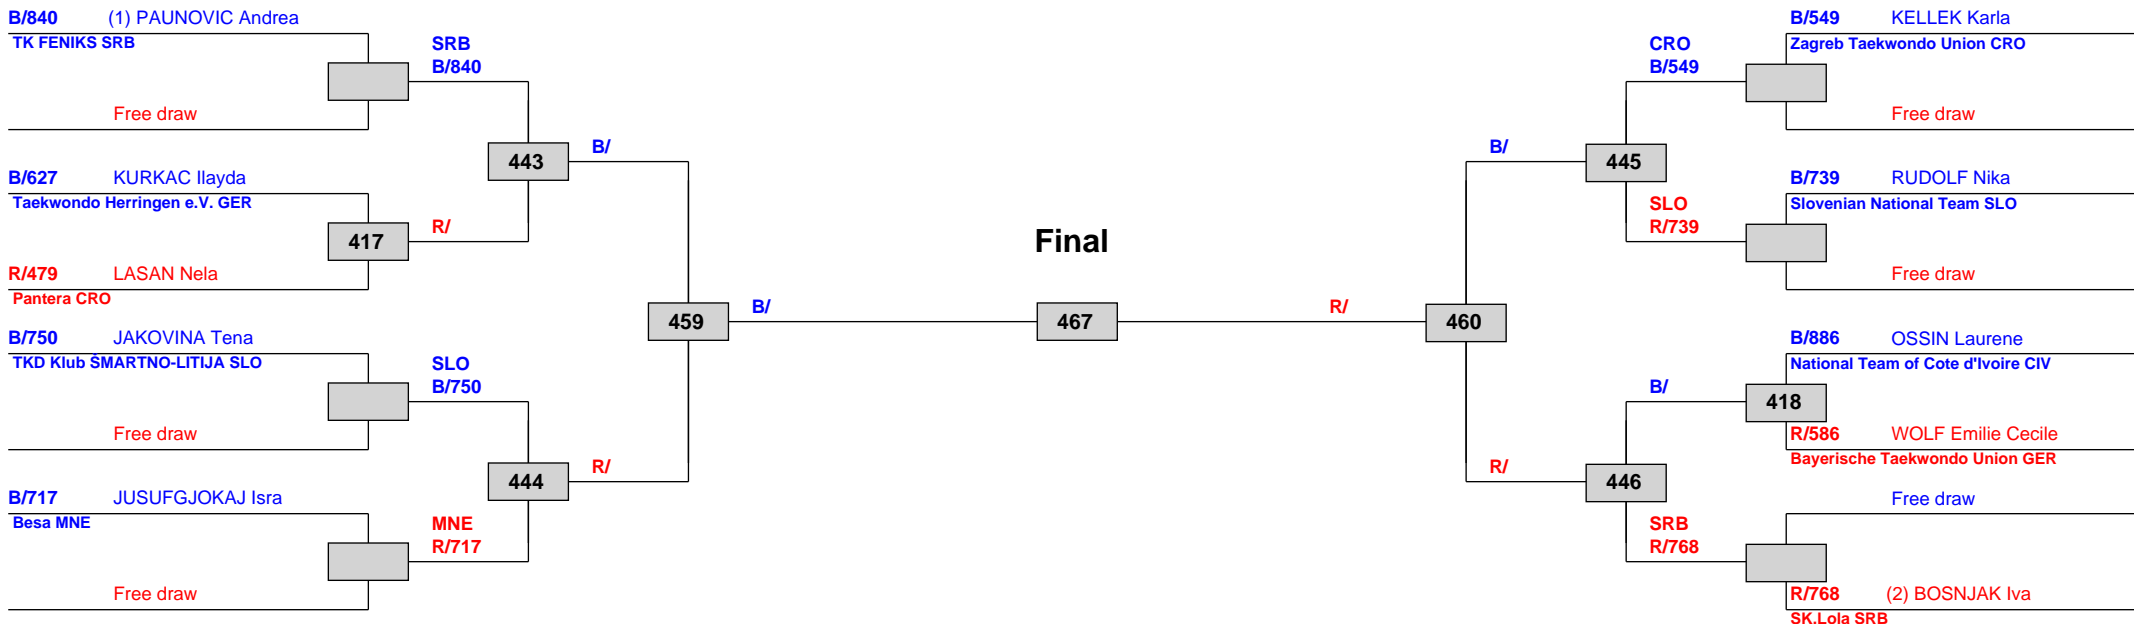 B/840 (1) PAUNOVIC Andrea
TK FENIKS SRB
SRB
B/840
Free draw
443
B/
B/627 KURKAC Ilayda
Taekwondo Herringen e.V. GER
417
R/
R/479 LASAN Nela
Pantera CRO
459
B/
B/750 JAKOVINA Tena
TKD Klub ŠMARTNO-LITIJA SLO
SLO
B/750
Free draw
444
R/
B/717 JUSUFGJOKAJ Isra
Besa MNE
MNE
R/717
Free draw
Final
467
B/549 KELLEK Karla
Zagreb Taekwondo Union CRO
CRO
B/549
Free draw
B/
445
B/739 RUDOLF Nika
Slovenian National Team SLO
SLO
R/739
Free draw
R/
460
B/886 OSSIN Laurene
National Team of Cote d'Ivoire CIV
B/
418
R/586 WOLF Emilie Cecile
Bayerische Taekwondo Union GER
R/
446
Free draw
SRB
R/768
R/768 (2) BOSNJAK Iva
SK.Lola SRB